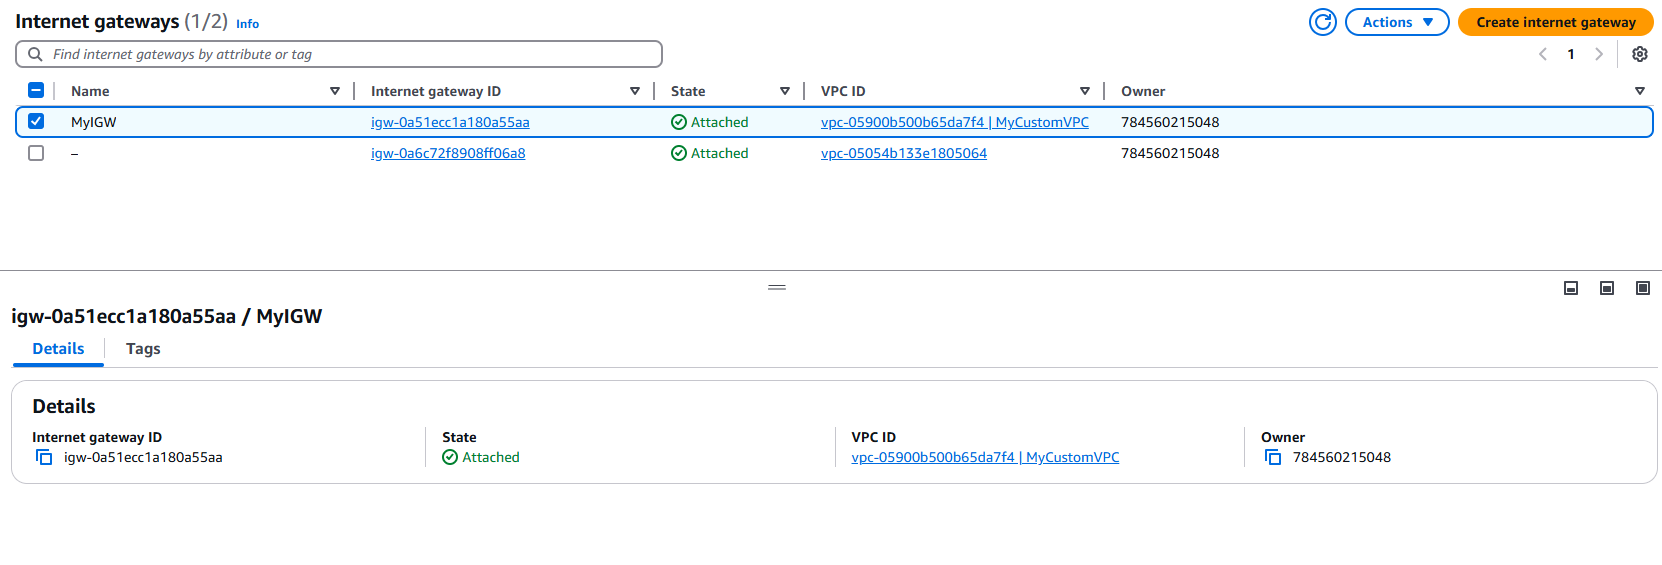 Internet gateways (1/2) Info
Actions
Create internet gateway
Find internet gateways by attribute or tag
1
Name Internet gateway ID State VPC ID Owner
MyIGW igw-0a51ecc1a180a55aa Attached vpc-05900b500b65da7f4 | MyCustomVPC 784560215048
– igw-0a6c72f8908ff06a8 Attached vpc-05054b133e1805064 784560215048
igw-0a51ecc1a180a55aa / MyIGW
Details Tags
Details
Internet gateway ID State VPC ID Owner
igw-0a51ecc1a180a55aa Attached vpc-05900b500b65da7f4 | MyCustomVPC 784560215048